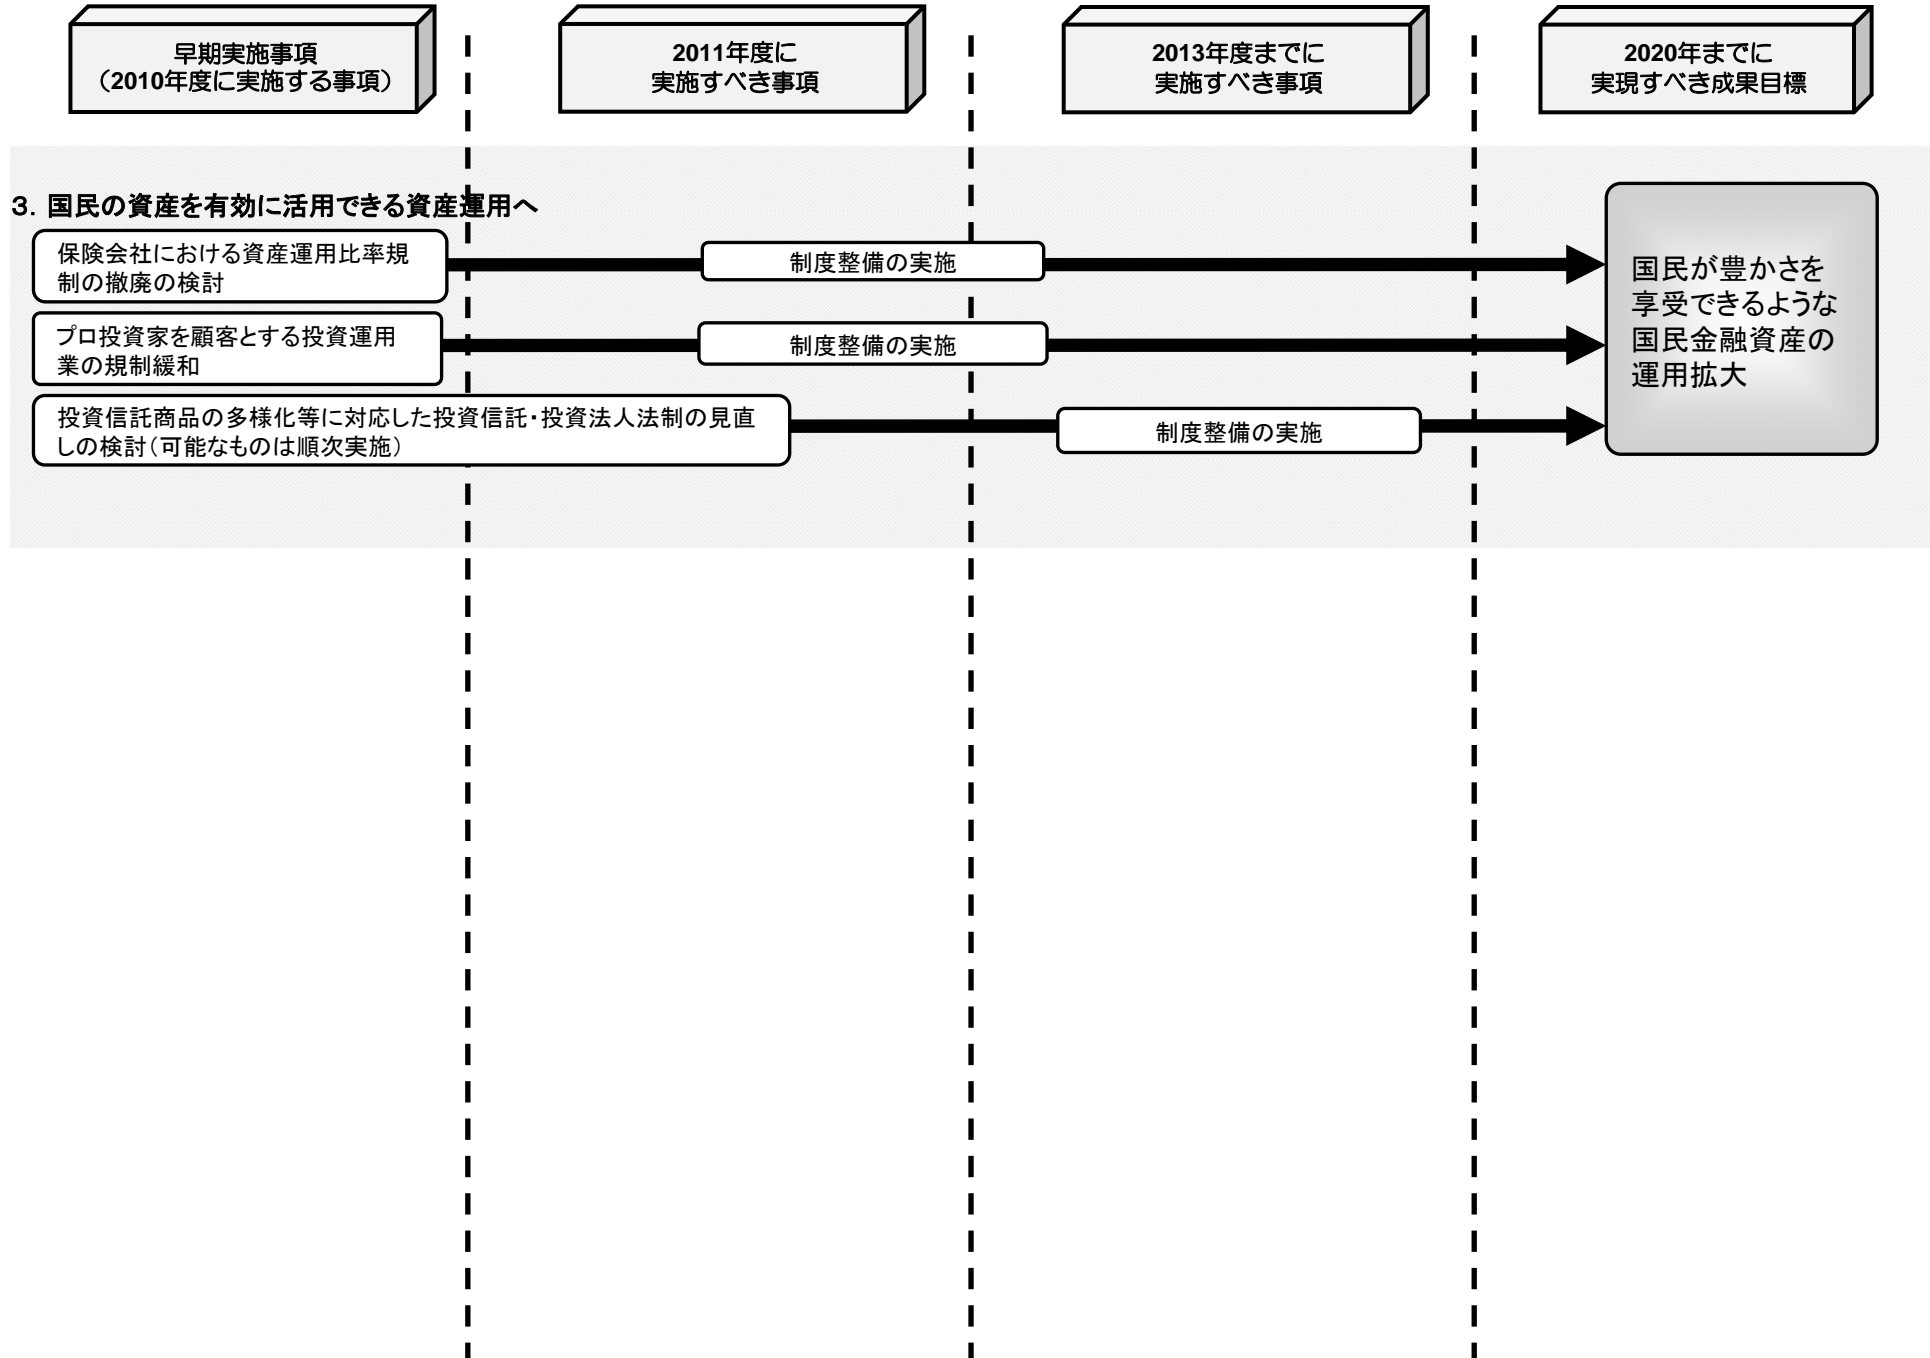 早期実施事項
（2010年度に実施する事項）
2011年度に
実施すべき事項
2013年度までに
実施すべき事項
2020年までに
実現すべき成果目標
３．国民の資産を有効に活用できる資産運用へ
保険会社における資産運用比率規
制の撤廃の検討
制度整備の実施
プロ投資家を顧客とする投資運用
業の規制緩和
制度整備の実施
投資信託商品の多様化等に対応した投資信託・投資法人法制の見直
しの検討（可能なものは順次実施）
制度整備の実施
国民が豊かさを
享受できるような
国民金融資産の
運用拡大